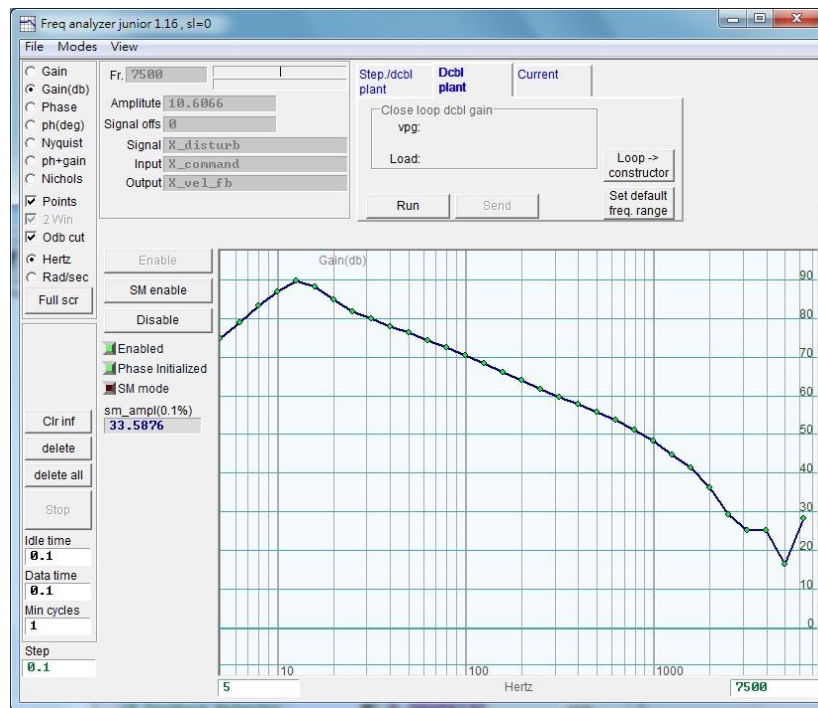 Freq analyzer junior 1.16 , sl=0
File Modes View
Gain
Gain(db)
Phase
ph(deg)
Nyquist
ph+gain
Nichols
Points
2 Win
Odb cut
Hertz
Rad/sec
Full scr
Fr. 7500
Amplitute 10.6066
Signal offs 0
Signal X_disturb
Input X_command
Output X_vel_fb
Step./dcbl
plant
Dcbl
plant
Current
Close loop dcbl gain
vpg:
Load:
Loop ->
constructor
Run
Send
Set default
freq. range
Enable
SM enable
Disable
Enabled
Phase Initialized
SM mode
sm_ampl(0.1%)
33.5876
Clr inf
delete
delete all
Stop
Idle time
0.1
Data time
0.1
Min cycles
1
Step
0.1
Gain(db)
90
80
70
60
50
40
30
20
10
0
10
100
1000
5
Hertz
7500